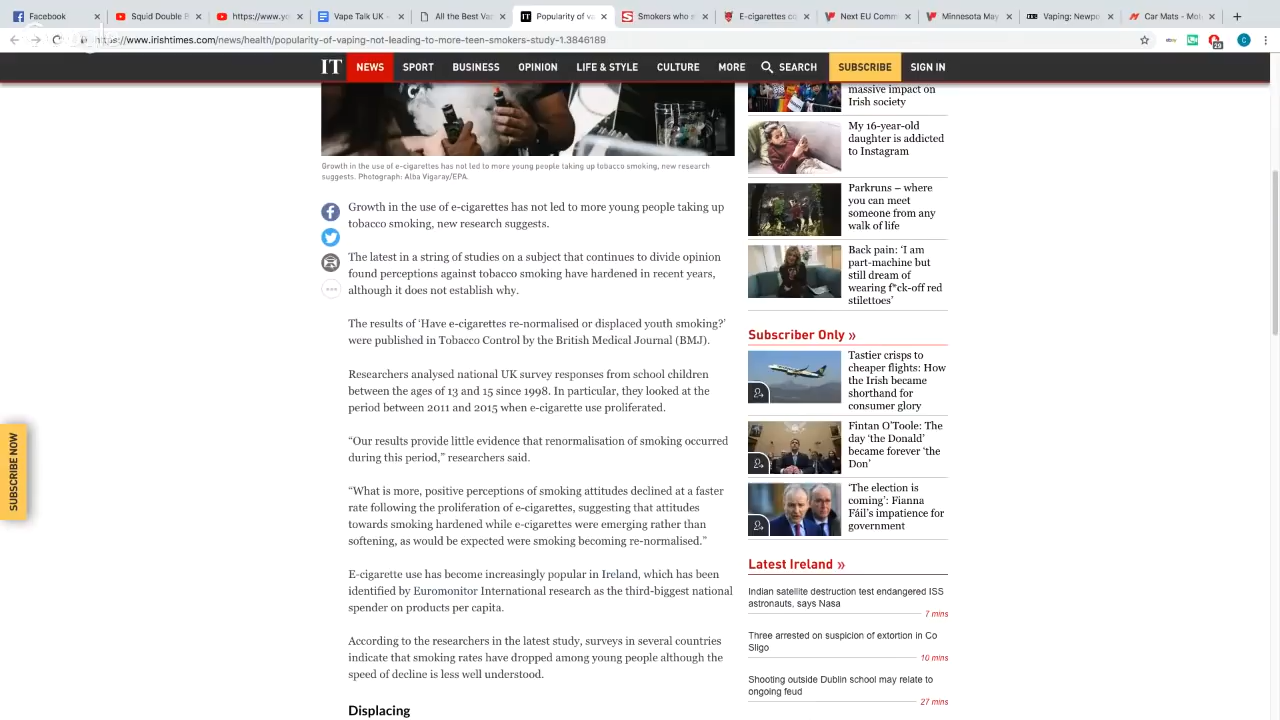 Facebook
Squid Double B
https://www.yo
Vape Talk UK -
All the Best Var
Popularity of va
Smokers who s
E-cigarettes co
Next EU Comm
Minnesota May
Vaping: Newpo
Car Mats - Mol
https://www.irishtimes.com/news/health/popularity-of-vaping-not-leading-to-more-teen-smokers-study-1.3846189
IT NEWS SPORT BUSINESS OPINION LIFE & STYLE CULTURE MORE SEARCH SUBSCRIBE SIGN IN
Growth in the use of e-cigarettes has not led to more young people taking up tobacco smoking, new research
suggests. Photograph: Alba Vigaray/EPA.
Growth in the use of e-cigarettes has not led to more young people taking up
tobacco smoking, new research suggests.
The latest in a string of studies on a subject that continues to divide opinion
found perceptions against tobacco smoking have hardened in recent years,
although it does not establish why.
The results of ‘Have e-cigarettes re-normalised or displaced youth smoking?’
were published in Tobacco Control by the British Medical Journal (BMJ).
Researchers analysed national UK survey responses from school children
between the ages of 13 and 15 since 1998. In particular, they looked at the
period between 2011 and 2015 when e-cigarette use proliferated.
“Our results provide little evidence that renormalisation of smoking occurred
during this period,” researchers said.
“What is more, positive perceptions of smoking attitudes declined at a faster
rate following the proliferation of e-cigarettes, suggesting that attitudes
towards smoking hardened while e-cigarettes were emerging rather than
softening, as would be expected were smoking becoming re-normalised.”
E-cigarette use has become increasingly popular in Ireland, which has been
identified by Euromonitor International research as the third-biggest national
spender on products per capita.
According to the researchers in the latest study, surveys in several countries
indicate that smoking rates have dropped among young people although the
speed of decline is less well understood.
Displacing
SUBSCRIBE NOW
massive impact on
Irish society
My 16-year-old
daughter is addicted
to Instagram
Parkruns – where
you can meet
someone from any
walk of life
Back pain: ‘I am
part-machine but
still dream of
wearing f*ck-off red
stilettoes’
Subscriber Only »
Tastier crisps to
cheaper flights: How
the Irish became
shorthand for
consumer glory
Fintan O’Toole: The
day ‘the Donald’
became forever ‘the
Don’
‘The election is
coming’: Fianna
Fáil’s impatience for
government
Latest Ireland »
Indian satellite destruction test endangered ISS
astronauts, says Nasa
7 mins
Three arrested on suspicion of extortion in Co
Sligo
10 mins
Shooting outside Dublin school may relate to
ongoing feud
27 mins